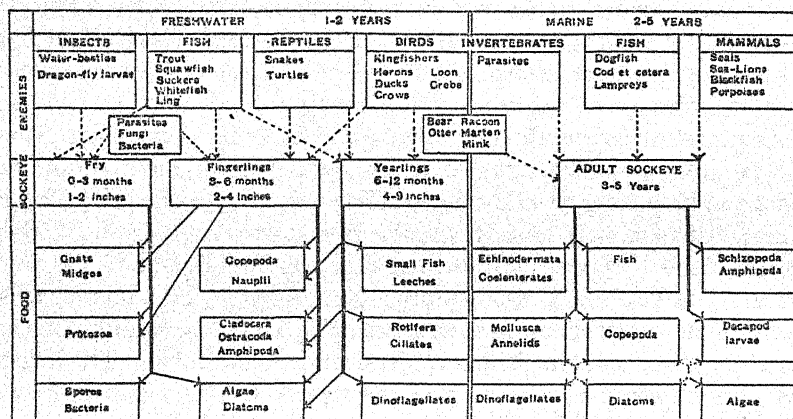 FRESHWATER 1-2 YEARS MARINE 2-5 YEARS
ENEMIES
INSECTS
Water-beetles
Dragon-fly larvae
FISH
Trout
Squawfish
Suckers
Whitefish
Ling
REPTILES
Snakes
Turtles
BIRDS
Kingfishers
Herons Loon
Ducks Grebe
Crows
INVERTEBRATES
Parasites
FISH
Dogfish
Cod et cetera
Lampreys
MAMMALS
Seals
Sea-Lions
Blackfish
Porpoises
Parasites
Fungi
Bacteria
Bear Racoon
Otter Marten
Mink
SOCKEYE
Fry
0-3 months
1-2 inches
Fingerlings
3-6 months
2-4 inches
Yearlings
6-12 months
4-9 inches
ADULT SOCKEYE
3-5 Years
FOOD
Gnats
Midges
Copepoda
Nauplii
Small Fish
Leeches
Echinodermata
Coelenterates
Fish
Schizopoda
Amphipoda
Protozoa
Cladocera
Ostracoda
Amphipoda
Rotifera
Ciliates
Mollusca
Annelids
Copepoda
Decapod
larvae
Spores
Bacteria
Algae
Diatoms
Dinoflagellates
Dinoflagellates
Diatoms
Algae